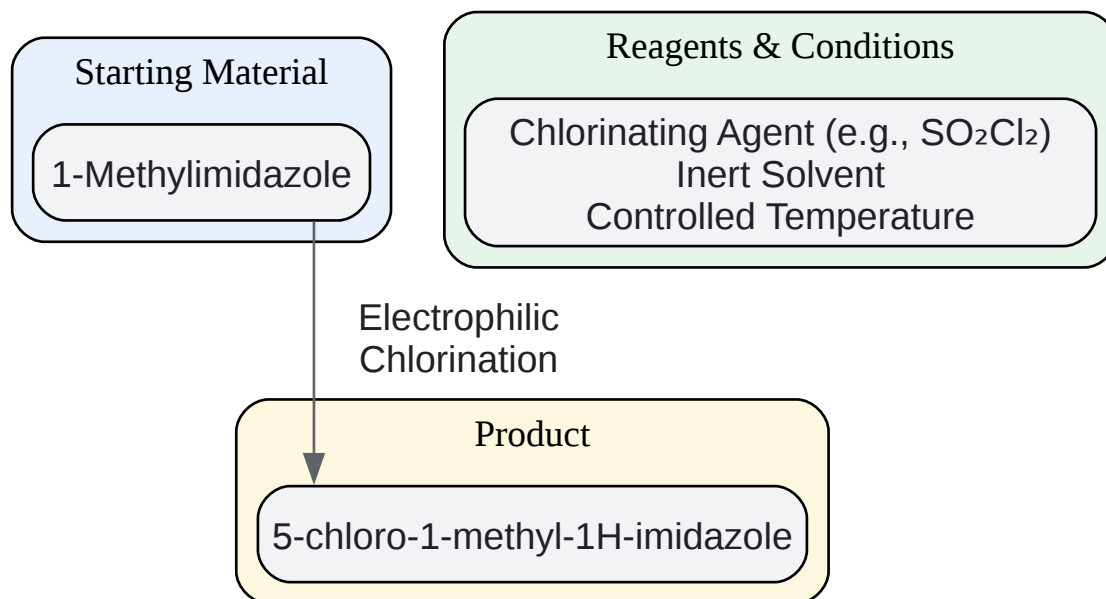 Starting Material
1-Methylimidazole
Reagents & Conditions
Chlorinating Agent (e.g., SO₂Cl₂)
Inert Solvent
Controlled Temperature
Electrophilic
Chlorination
Product
5-chloro-1-methyl-1H-imidazole